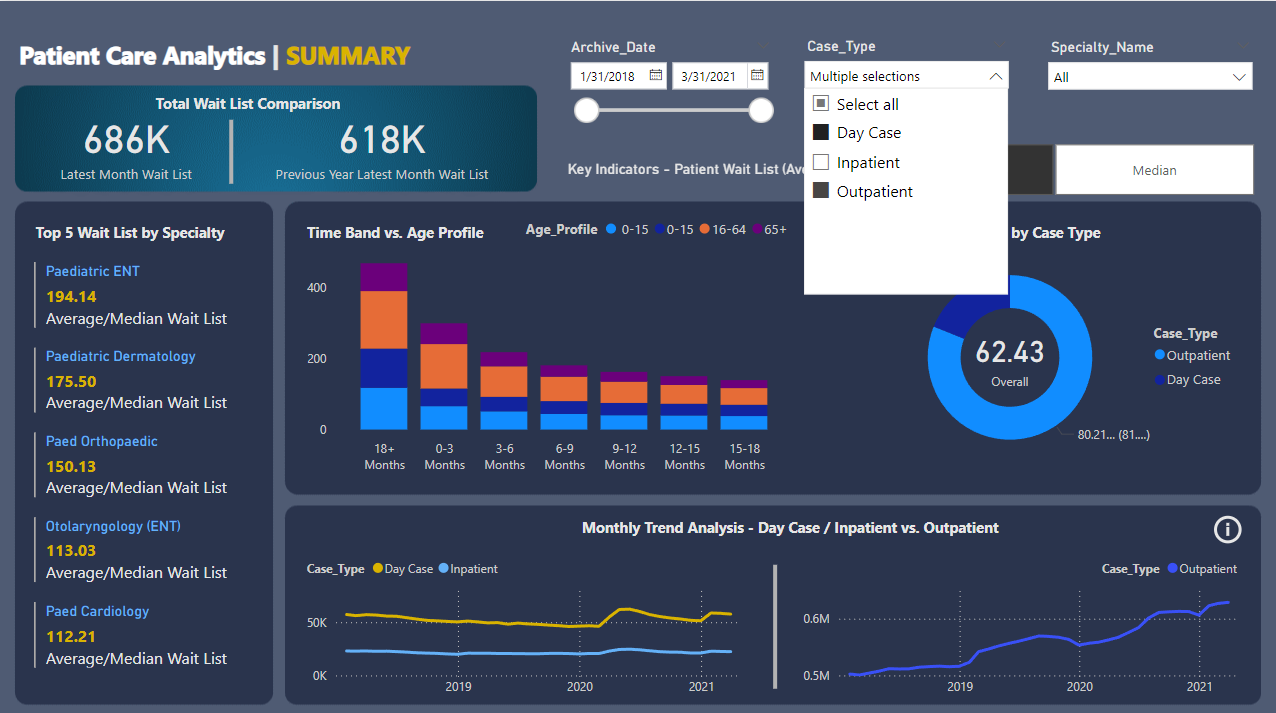 Patient Care Analytics | SUMMARY
Archive_Date
1/31/2018
3/31/2021
Case_Type
Multiple selections
Select all
Day Case
Inpatient
Outpatient
Specialty_Name
All
Total Wait List Comparison
686K
Latest Month Wait List
618K
Previous Year Latest Month Wait List
Key Indicators - Patient Wait List
Median
Top 5 Wait List by Specialty
Paediatric ENT
194.14
Average/Median Wait List
Paediatric Dermatology
175.50
Average/Median Wait List
Paed Orthopaedic
150.13
Average/Median Wait List
Otolaryngology (ENT)
113.03
Average/Median Wait List
Paed Cardiology
112.21
Average/Median Wait List
Time Band vs. Age Profile
Age_Profile 0-15 0-15 16-64 65+
400
200
0
18+ Months
0-3 Months
3-6 Months
6-9 Months
9-12 Months
12-15 Months
15-18 Months
by Case Type
62.43
Overall
80.21... (81....)
Case_Type
Outpatient
Day Case
Monthly Trend Analysis - Day Case / Inpatient vs. Outpatient
Case_Type Day Case Inpatient
50K
0K
2019 2020 2021
Case_Type Outpatient
0.6M
0.5M
2019 2020 2021